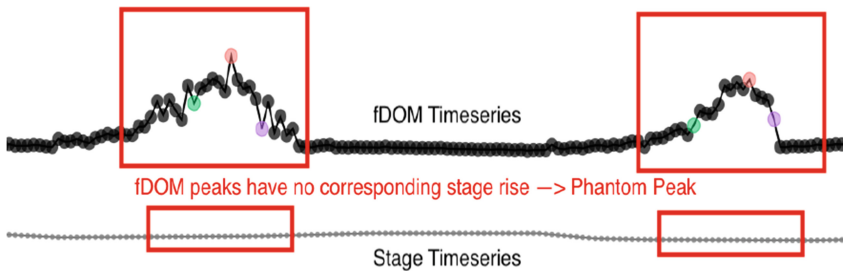 fDOM Timeseries
fDOM peaks have no corresponding stage rise —> Phantom Peak
Stage Timeseries